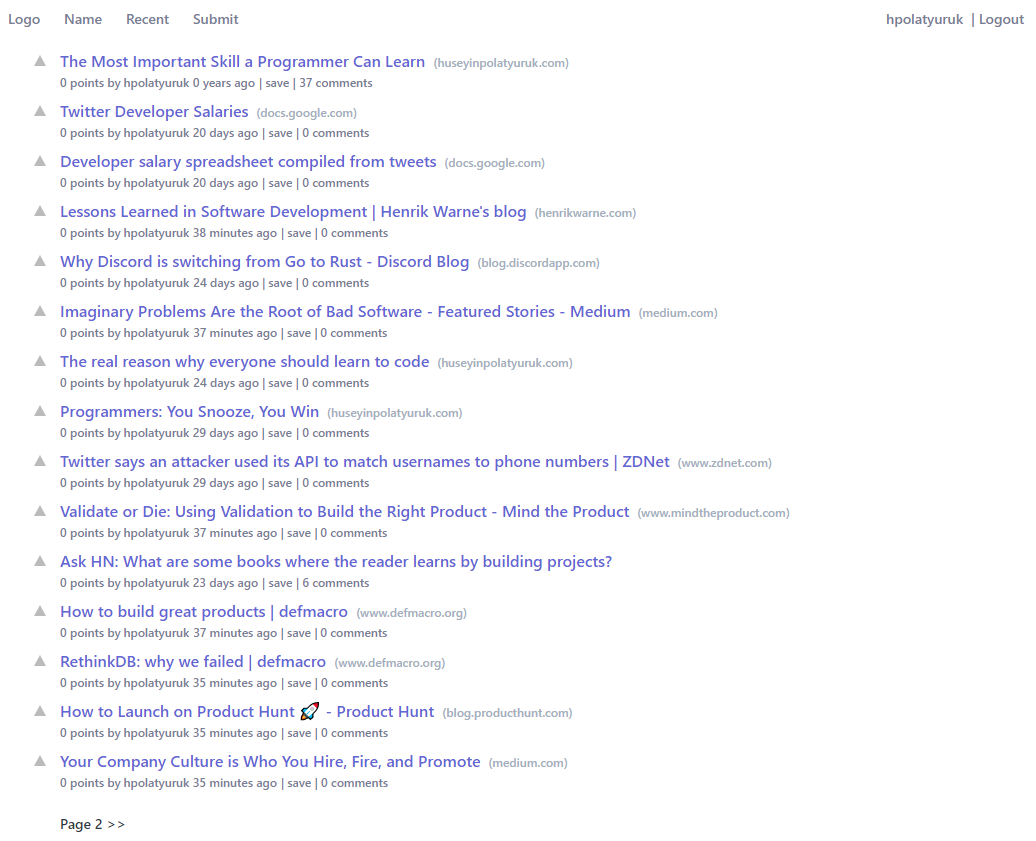 Logo Name Recent Submit hpolatyuruk | Logout
▲ The Most Important Skill a Programmer Can Learn (huseyinpolatyuruk.com)
0 points by hpolatyuruk 0 years ago | save | 37 comments
▲ Twitter Developer Salaries (docs.google.com)
0 points by hpolatyuruk 20 days ago | save | 0 comments
▲ Developer salary spreadsheet compiled from tweets (docs.google.com)
0 points by hpolatyuruk 20 days ago | save | 0 comments
▲ Lessons Learned in Software Development | Henrik Warne's blog (henrikwarne.com)
0 points by hpolatyuruk 38 minutes ago | save | 0 comments
▲ Why Discord is switching from Go to Rust - Discord Blog (blog.discordapp.com)
0 points by hpolatyuruk 24 days ago | save | 0 comments
▲ Imaginary Problems Are the Root of Bad Software - Featured Stories - Medium (medium.com)
0 points by hpolatyuruk 37 minutes ago | save | 0 comments
▲ The real reason why everyone should learn to code (huseyinpolatyuruk.com)
0 points by hpolatyuruk 24 days ago | save | 0 comments
▲ Programmers: You Snooze, You Win (huseyinpolatyuruk.com)
0 points by hpolatyuruk 29 days ago | save | 0 comments
▲ Twitter says an attacker used its API to match usernames to phone numbers | ZDNet (www.zdnet.com)
0 points by hpolatyuruk 29 days ago | save | 0 comments
▲ Validate or Die: Using Validation to Build the Right Product - Mind the Product (www.mindtheproduct.com)
0 points by hpolatyuruk 37 minutes ago | save | 0 comments
▲ Ask HN: What are some books where the reader learns by building projects?
0 points by hpolatyuruk 23 days ago | save | 6 comments
▲ How to build great products | defmacro (www.defmacro.org)
0 points by hpolatyuruk 37 minutes ago | save | 0 comments
▲ RethinkDB: why we failed | defmacro (www.defmacro.org)
0 points by hpolatyuruk 35 minutes ago | save | 0 comments
▲ How to Launch on Product Hunt 🚀 - Product Hunt (blog.producthunt.com)
0 points by hpolatyuruk 35 minutes ago | save | 0 comments
▲ Your Company Culture is Who You Hire, Fire, and Promote (medium.com)
0 points by hpolatyuruk 35 minutes ago | save | 0 comments
Page 2 >>